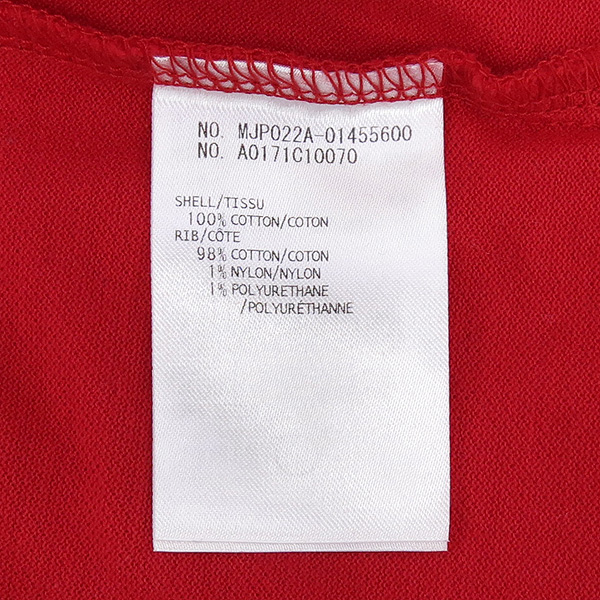 NO. MJP022A-01455600
NO. A0171C10070
SHELL/TISSU
100% COTTON/COTON
RIB/CÔTE
98% COTTON/COTON
1% NYLON/NYLON
1% POLYURETHANE
/POLYURÉTHANNE